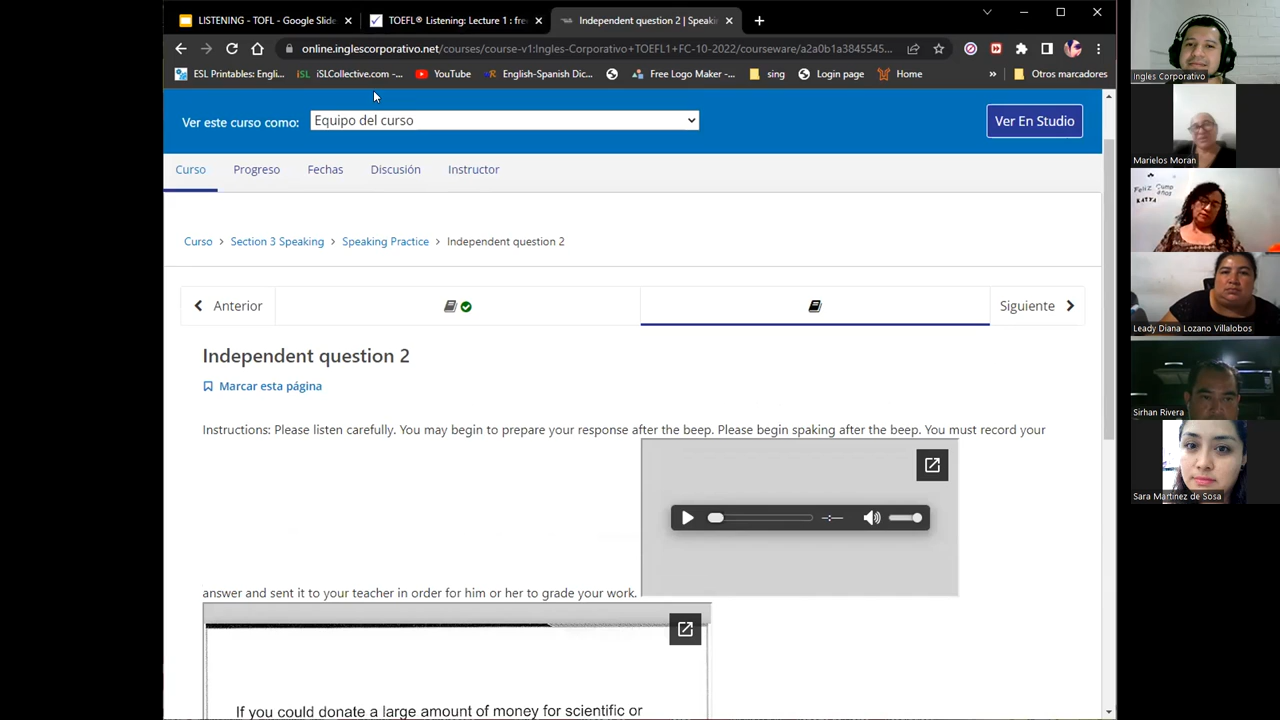 LISTENING - TOFL - Google Slide
TOEFL® Listening: Lecture 1 : fre
Independent question 2 | Speaki
online.inglescorporativo.net/courses/course-v1:Ingles-Corporativo+TOEFL1+FC-10-2022/courseware/a2a0b1a3845545...
ESL Printables: Engli...
iSLCollective.com -...
YouTube
English-Spanish Dic...
Free Logo Maker -...
sing
Login page
Home
»
Otros marcadores
Ver este curso como:
Equipo del curso
Ver En Studio
Curso
Progreso
Fechas
Discusión
Instructor
Curso > Section 3 Speaking > Speaking Practice > Independent question 2
Anterior
Siguiente
Independent question 2
Marcar esta página
Instructions: Please listen carefully. You may begin to prepare your response after the beep. Please begin spaking after the beep. You must record your
answer and sent it to your teacher in order for him or her to grade your work.
If you could donate a large amount of money for scientific or
Ingles Corporativo
Marielos Moran
Feliz Cump
años
KATYA
Leady Diana Lozano Villalobos
Sirhan Rivera
Sara Martinez de Sosa